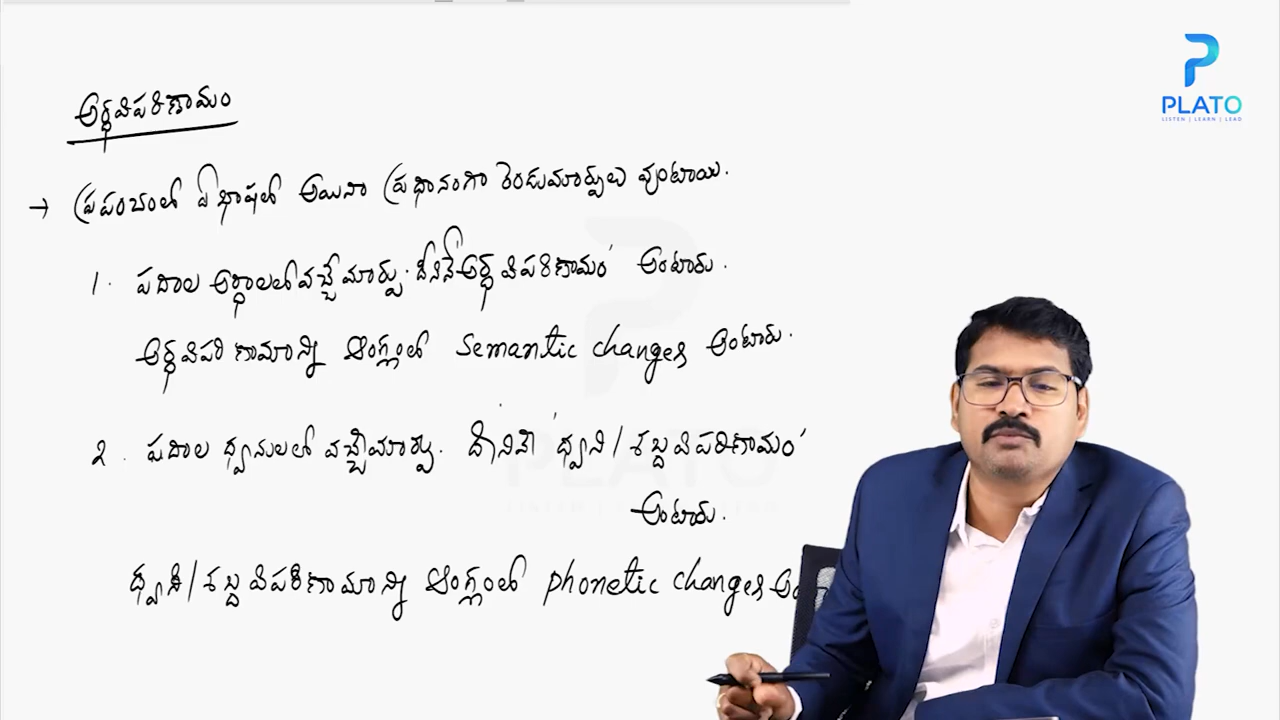 అర్థవిపరిణామం
→ ప్రపంచంలో ఏ భాషలో అయినా ప్రధానంగా రెండుమార్పులు వుంటాయి.
1. పదాల అర్థాలలో వచ్చే మార్పు. దీనినే 'అర్థవిపరిణామం' అంటారు.
అర్థవిపరిణామాన్ని ఆంగ్లంలో semantic changes అంటారు.
2. పదాల ధ్వనులలో వచ్చే మార్పు. దీనినే 'ధ్వని/శబ్దవిపరిణామం'
అంటారు.
ధ్వని/శబ్దవిపరిణామాన్ని ఆంగ్లంలో phonetic changes అం
PLATO
LISTEN | LEARN | LEAD